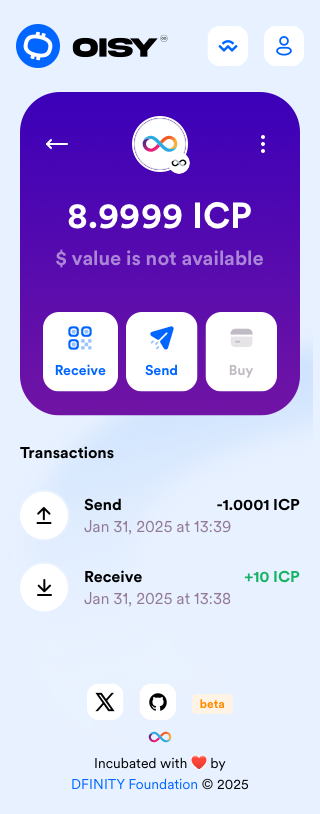 OISY
8.9999 ICP
$ value is not available
Receive
Send
Buy
Transactions
Send
-1.0001 ICP
Jan 31, 2025 at 13:39
Receive
+10 ICP
Jan 31, 2025 at 13:38
beta
Incubated with ❤️ by
DFINITY Foundation © 2025